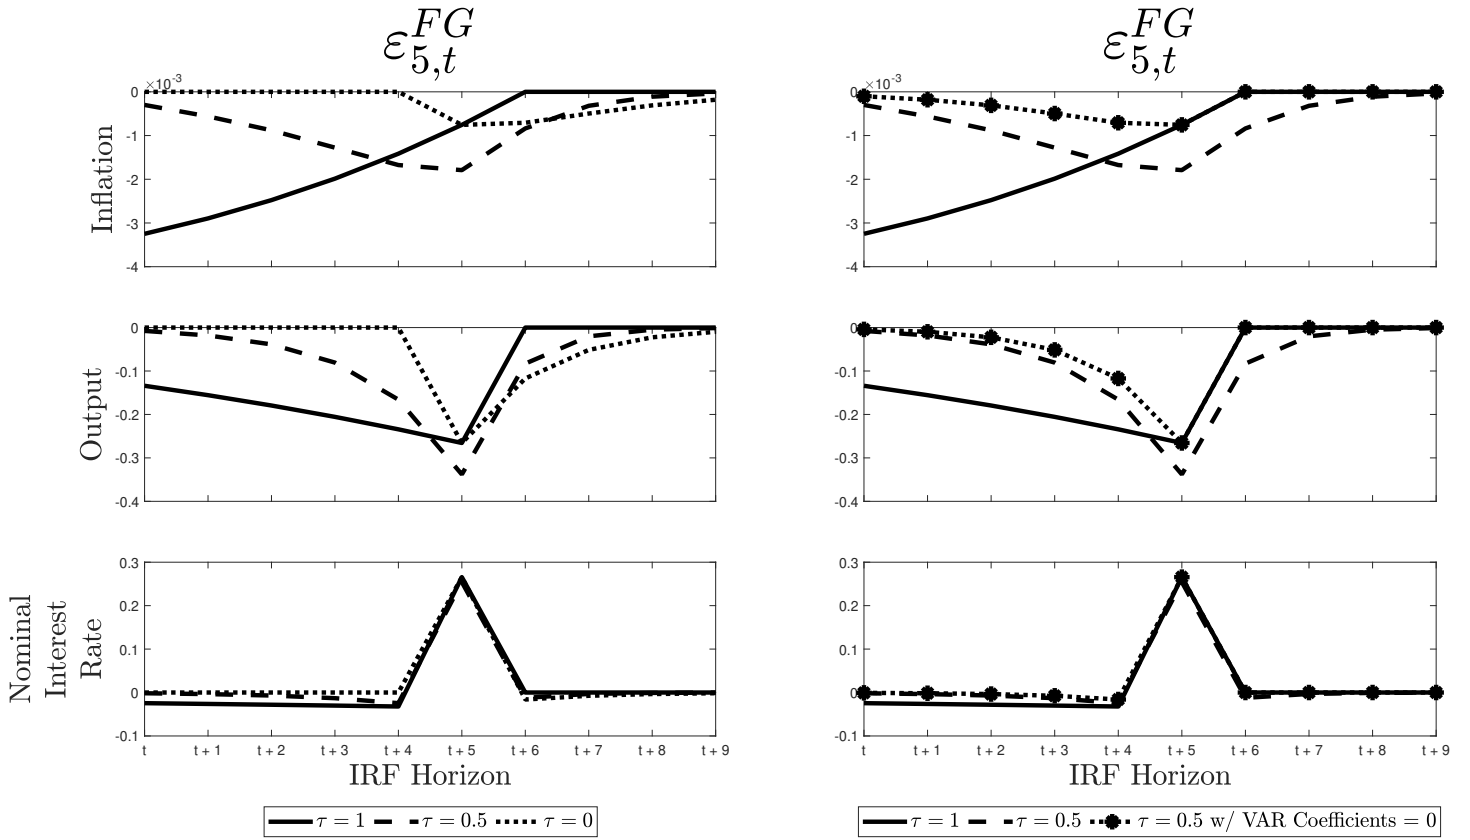 ε^{FG}_{5,t}
ε^{FG}_{5,t}
×10⁻³
0
-1
-2
-3
-4
Inflation
×10⁻³
0
-1
-2
-3
-4
0
-0.1
-0.2
-0.3
-0.4
Output
0
-0.1
-0.2
-0.3
-0.4
0.3
0.2
0.1
0
-0.1
Nominal
Interest
Rate
0.3
0.2
0.1
0
-0.1
t t + 1 t + 2 t + 3 t + 4 t + 5 t + 6 t + 7 t + 8 t + 9
IRF Horizon
t t + 1 t + 2 t + 3 t + 4 t + 5 t + 6 t + 7 t + 8 t + 9
IRF Horizon
τ = 1 τ = 0.5 τ = 0
τ = 1 τ = 0.5 τ = 0.5 w/ VAR Coefficients = 0